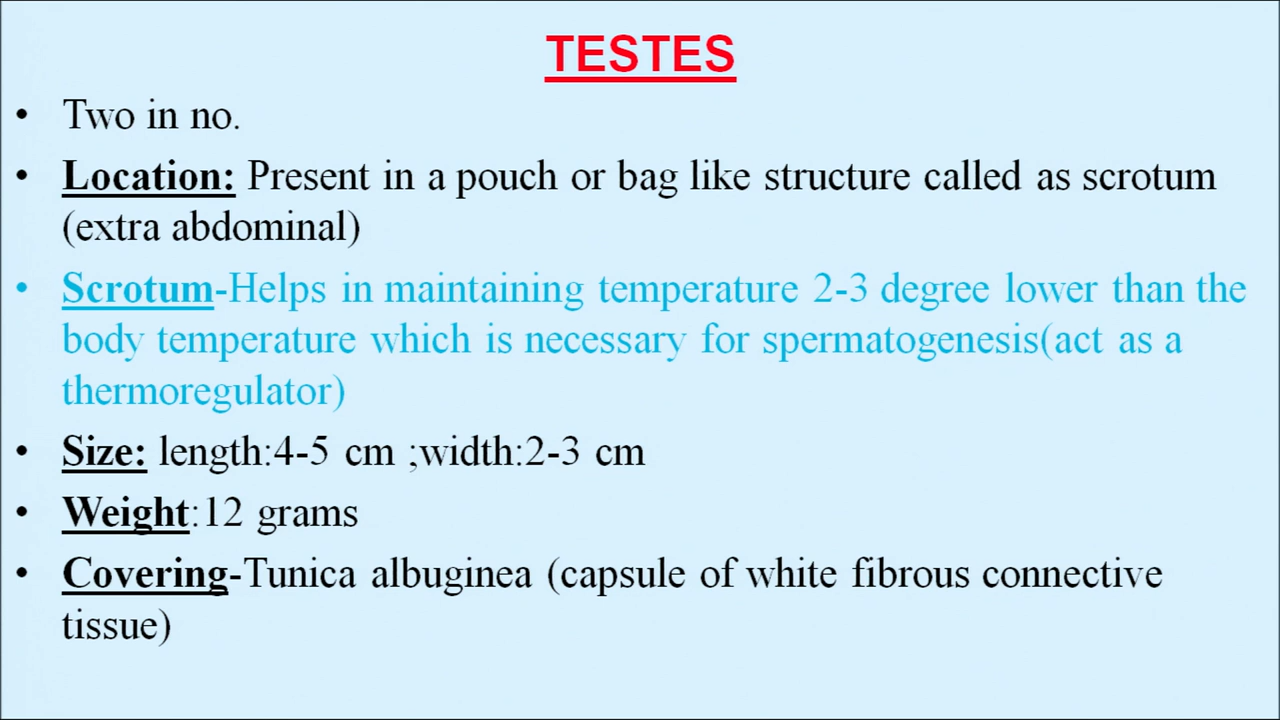 TESTES
• Two in no.
• Location: Present in a pouch or bag like structure called as scrotum
(extra abdominal)
• Scrotum-Helps in maintaining temperature 2-3 degree lower than the
body temperature which is necessary for spermatogenesis(act as a
thermoregulator)
• Size: length:4-5 cm ;width:2-3 cm
• Weight:12 grams
• Covering-Tunica albuginea (capsule of white fibrous connective
tissue)